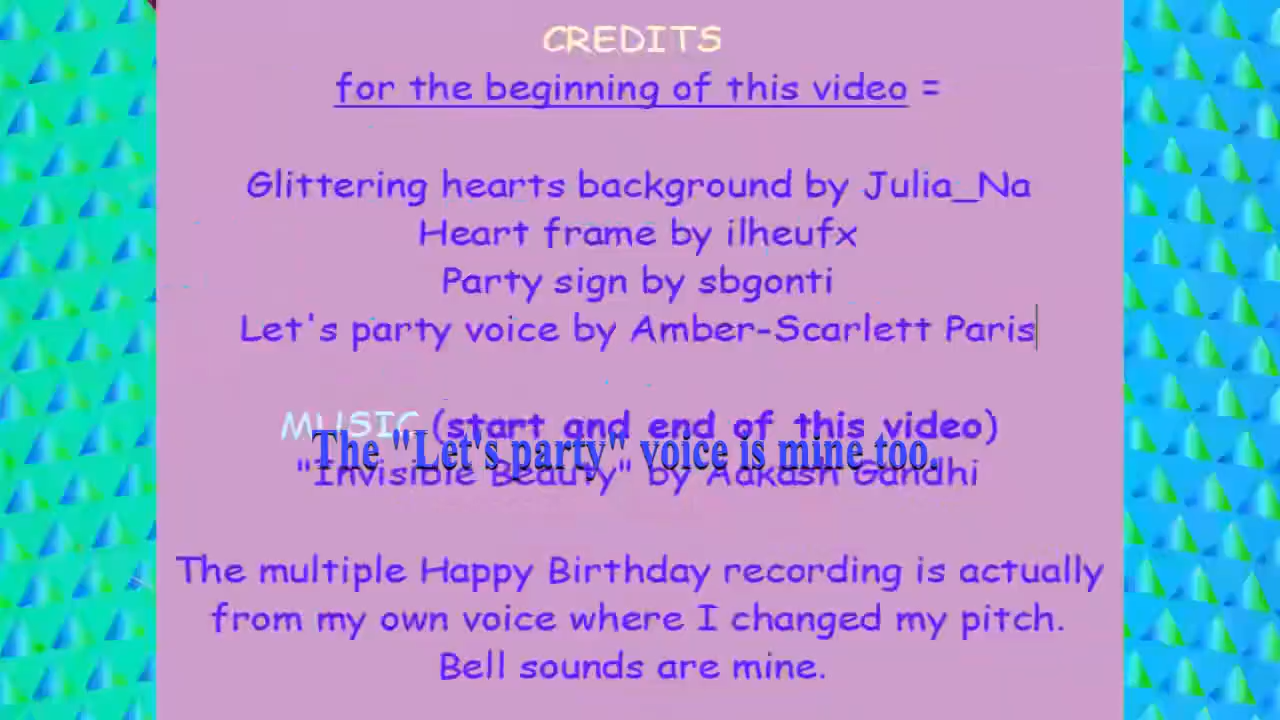 CREDITS
for the beginning of this video =
Glittering hearts background by Julia_Na
Heart frame by ilheufx
Party sign by sbgonti
Let's party voice by Amber-Scarlett Paris
MUSIC (start and end of this video)
The "Let's party" voice is mine too.
"Invisible Beauty" by Aakash Gandhi
The multiple Happy Birthday recording is actually
from my own voice where I changed my pitch.
Bell sounds are mine.